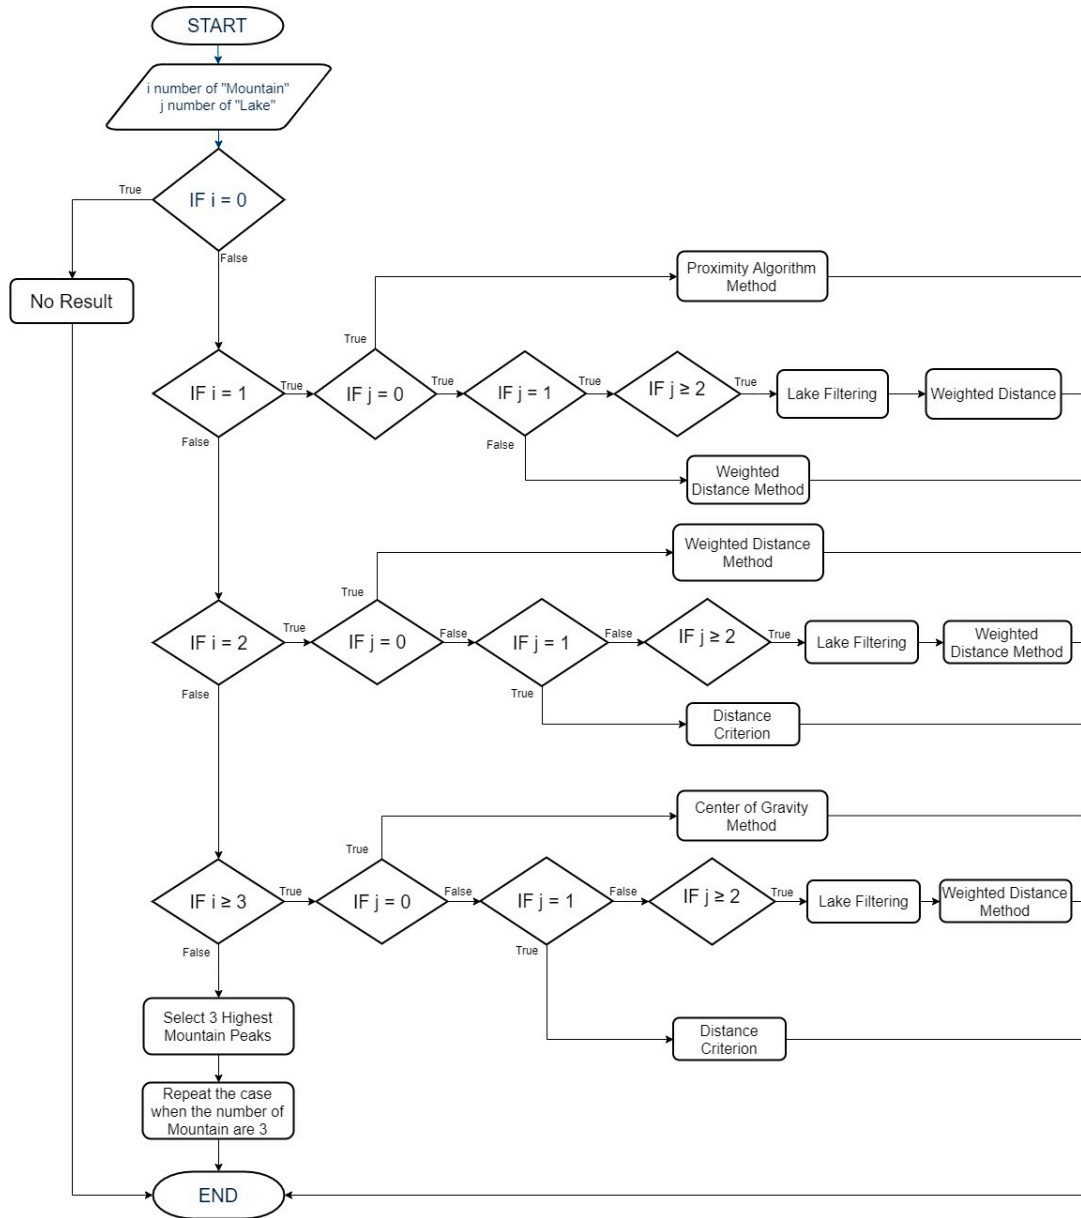 START
i number of "Mountain"
j number of "Lake"
True
IF i = 0
False
No Result
Proximity Algorithm
Method
True
IF i = 1
True
IF j = 0
True
IF j = 1
True
IF j ≥ 2
True
Lake Filtering
Weighted Distance
False
False
Weighted
Distance Method
Weighted Distance
Method
True
IF i = 2
True
IF j = 0
False
IF j = 1
False
IF j ≥ 2
True
Lake Filtering
Weighted
Distance Method
False
True
Distance
Criterion
Center of Gravity
Method
True
IF i ≥ 3
True
IF j = 0
False
IF j = 1
False
IF j ≥ 2
True
Lake Filtering
Weighted Distance
Method
False
True
Select 3 Highest
Mountain Peaks
Distance
Criterion
Repeat the case
when the number of
Mountain are 3
END